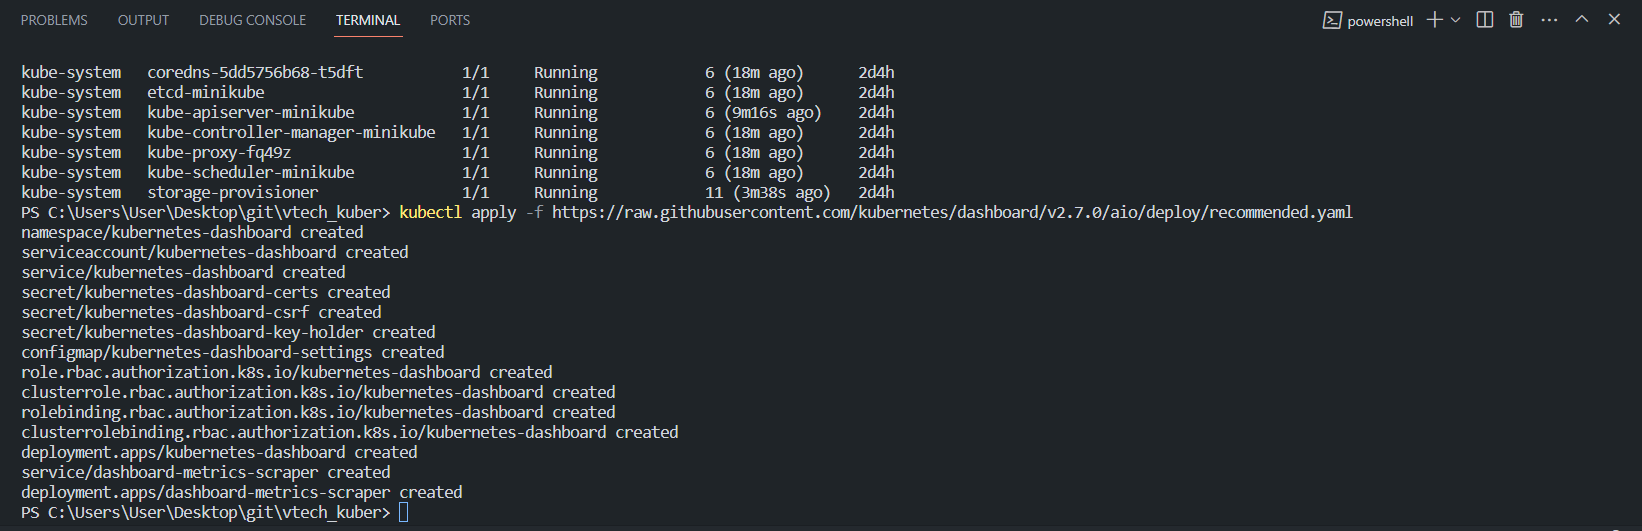 PROBLEMS OUTPUT DEBUG CONSOLE TERMINAL PORTS powershell
kube-system coredns-5dd5756b68-t5dft 1/1 Running 6 (18m ago) 2d4h
kube-system etcd-minikube 1/1 Running 6 (18m ago) 2d4h
kube-system kube-apiserver-minikube 1/1 Running 6 (9m16s ago) 2d4h
kube-system kube-controller-manager-minikube 1/1 Running 6 (18m ago) 2d4h
kube-system kube-proxy-fq49z 1/1 Running 6 (18m ago) 2d4h
kube-system kube-scheduler-minikube 1/1 Running 6 (18m ago) 2d4h
kube-system storage-provisioner 1/1 Running 11 (3m38s ago) 2d4h
PS C:\Users\User\Desktop\git\vtech_kuber> kubectl apply -f https://raw.githubusercontent.com/kubernetes/dashboard/v2.7.0/aio/deploy/recommended.yaml
namespace/kubernetes-dashboard created
serviceaccount/kubernetes-dashboard created
service/kubernetes-dashboard created
secret/kubernetes-dashboard-certs created
secret/kubernetes-dashboard-csrf created
secret/kubernetes-dashboard-key-holder created
configmap/kubernetes-dashboard-settings created
role.rbac.authorization.k8s.io/kubernetes-dashboard created
clusterrole.rbac.authorization.k8s.io/kubernetes-dashboard created
rolebinding.rbac.authorization.k8s.io/kubernetes-dashboard created
clusterrolebinding.rbac.authorization.k8s.io/kubernetes-dashboard created
deployment.apps/kubernetes-dashboard created
service/dashboard-metrics-scraper created
deployment.apps/dashboard-metrics-scraper created
PS C:\Users\User\Desktop\git\vtech_kuber>